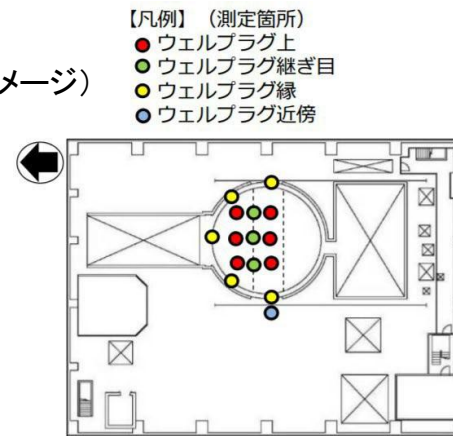 【凡例】（測定箇所）
ウェルプラグ上
ウェルプラグ継ぎ目
メージ）
ウェルプラグ縁
ウェルプラグ近傍